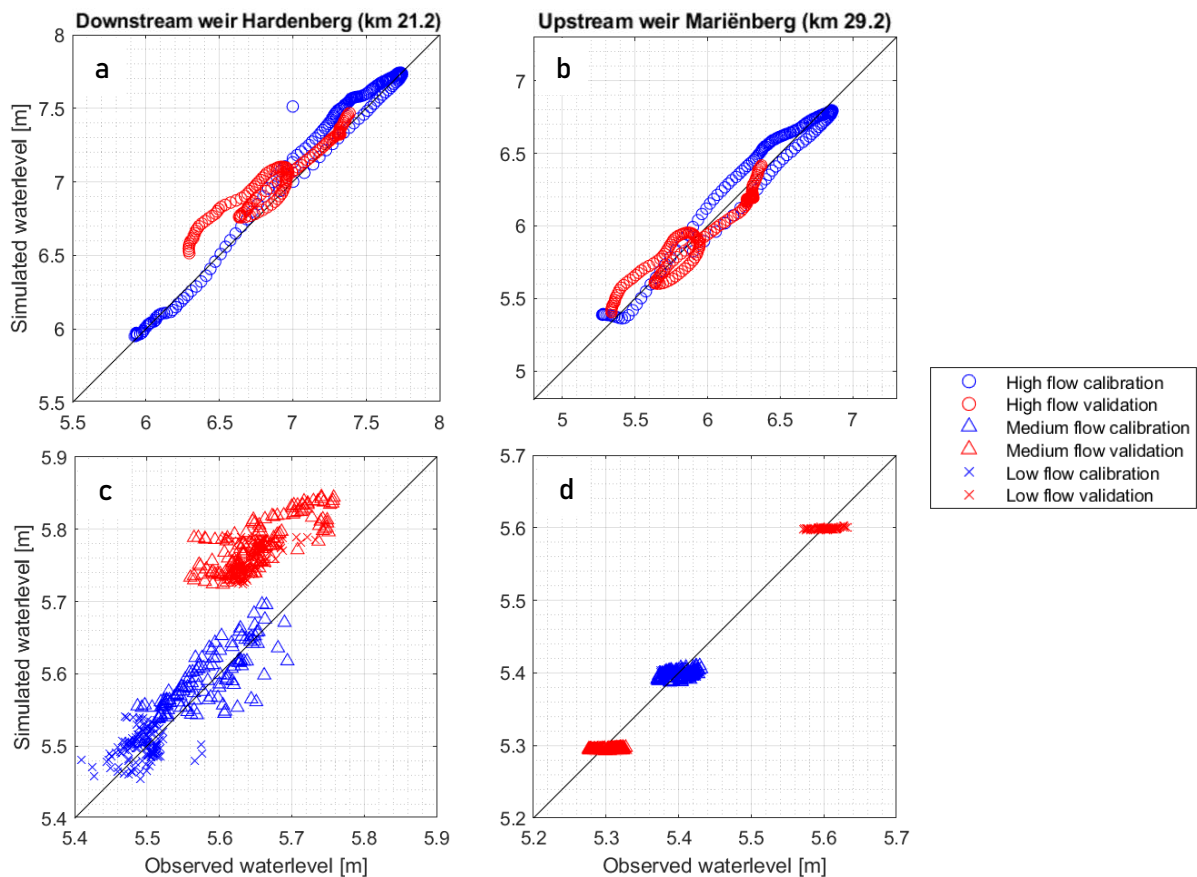 Downstream weir Hardenberg (km 21.2)
Upstream weir Mariënberg (km 29.2)
a
8
7.5
7
6.5
6
5.5
Simulated waterlevel [m]
5.5 6 6.5 7 7.5 8
b
7
6.5
6
5.5
5
5 5.5 6 6.5 7
High flow calibration
High flow validation
Medium flow calibration
Medium flow validation
Low flow calibration
Low flow validation
c
5.9
5.8
5.7
5.6
5.5
5.4
Simulated waterlevel [m]
5.4 5.5 5.6 5.7 5.8 5.9
Observed waterlevel [m]
d
5.7
5.6
5.5
5.4
5.3
5.2
5.2 5.3 5.4 5.5 5.6 5.7
Observed waterlevel [m]